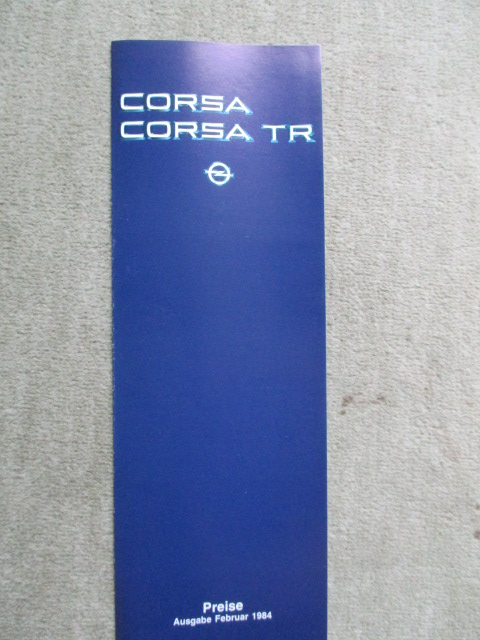 CORSA
CORSA TR
Preise
Ausgabe Februar 1984